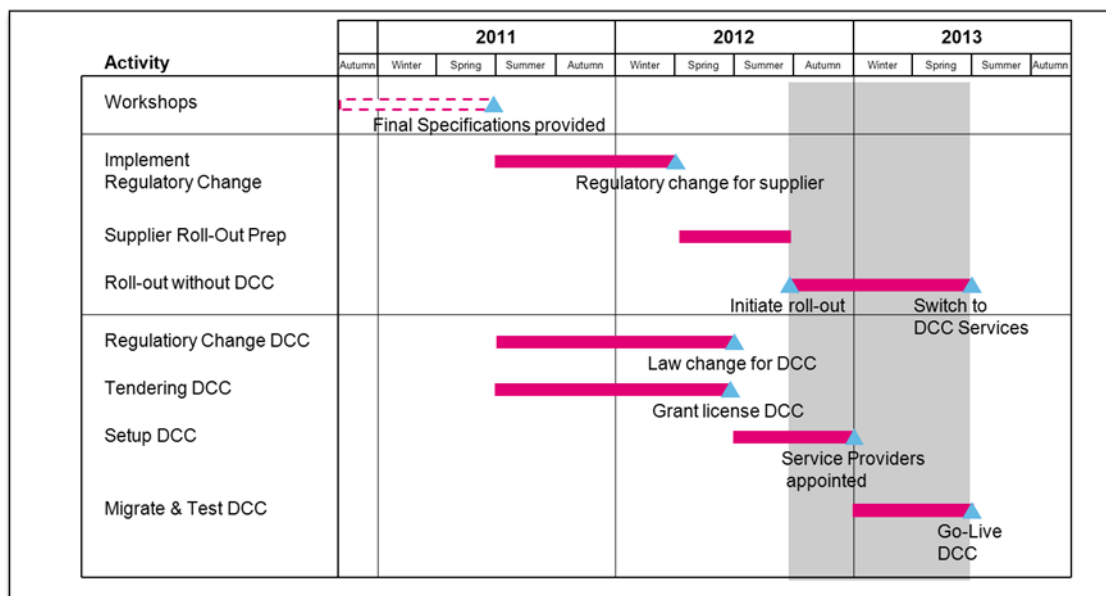 2011 2012 2013
Activity
Autumn Winter Spring Summer Autumn Winter Spring Summer Autumn Winter Spring Summer Autumn
Workshops
Final Specifications provided
Implement
Regulatory Change
Regulatory change for supplier
Supplier Roll-Out Prep
Roll-out without DCC
Initiate roll-out
Switch to
DCC Services
Regulatiory Change DCC
Law change for DCC
Tendering DCC
Grant license DCC
Setup DCC
Service Providers
appointed
Migrate & Test DCC
Go-Live
DCC